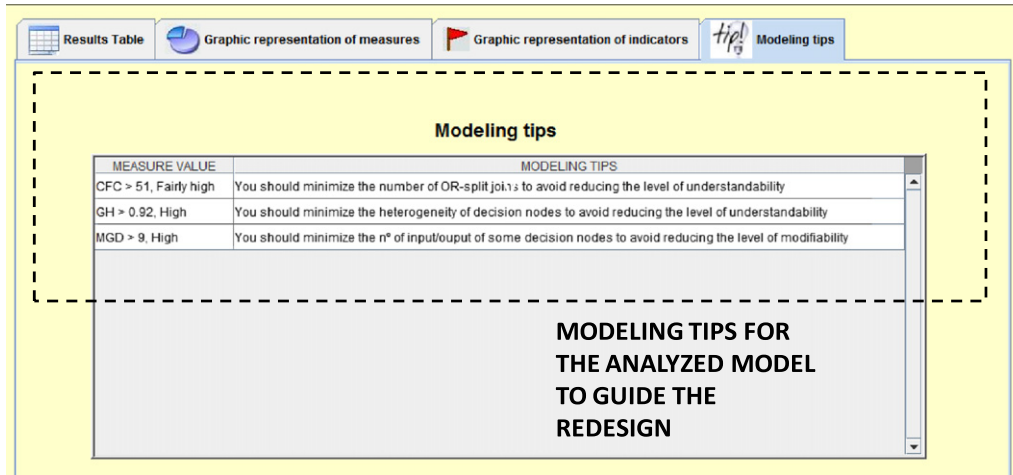 Results Table
Graphic representation of measures
Graphic representation of indicators
tip!
Modeling tips
Modeling tips
MEASURE VALUE MODELING TIPS
CFC > 51, Fairly high You should minimize the number of OR-split joins to avoid reducing the level of understandability
GH > 0.92, High You should minimize the heterogeneity of decision nodes to avoid reducing the level of understandability
MGD > 9, High You should minimize the nº of input/ouput of some decision nodes to avoid reducing the level of modifiability
MODELING TIPS FOR
THE ANALYZED MODEL
TO GUIDE THE
REDESIGN